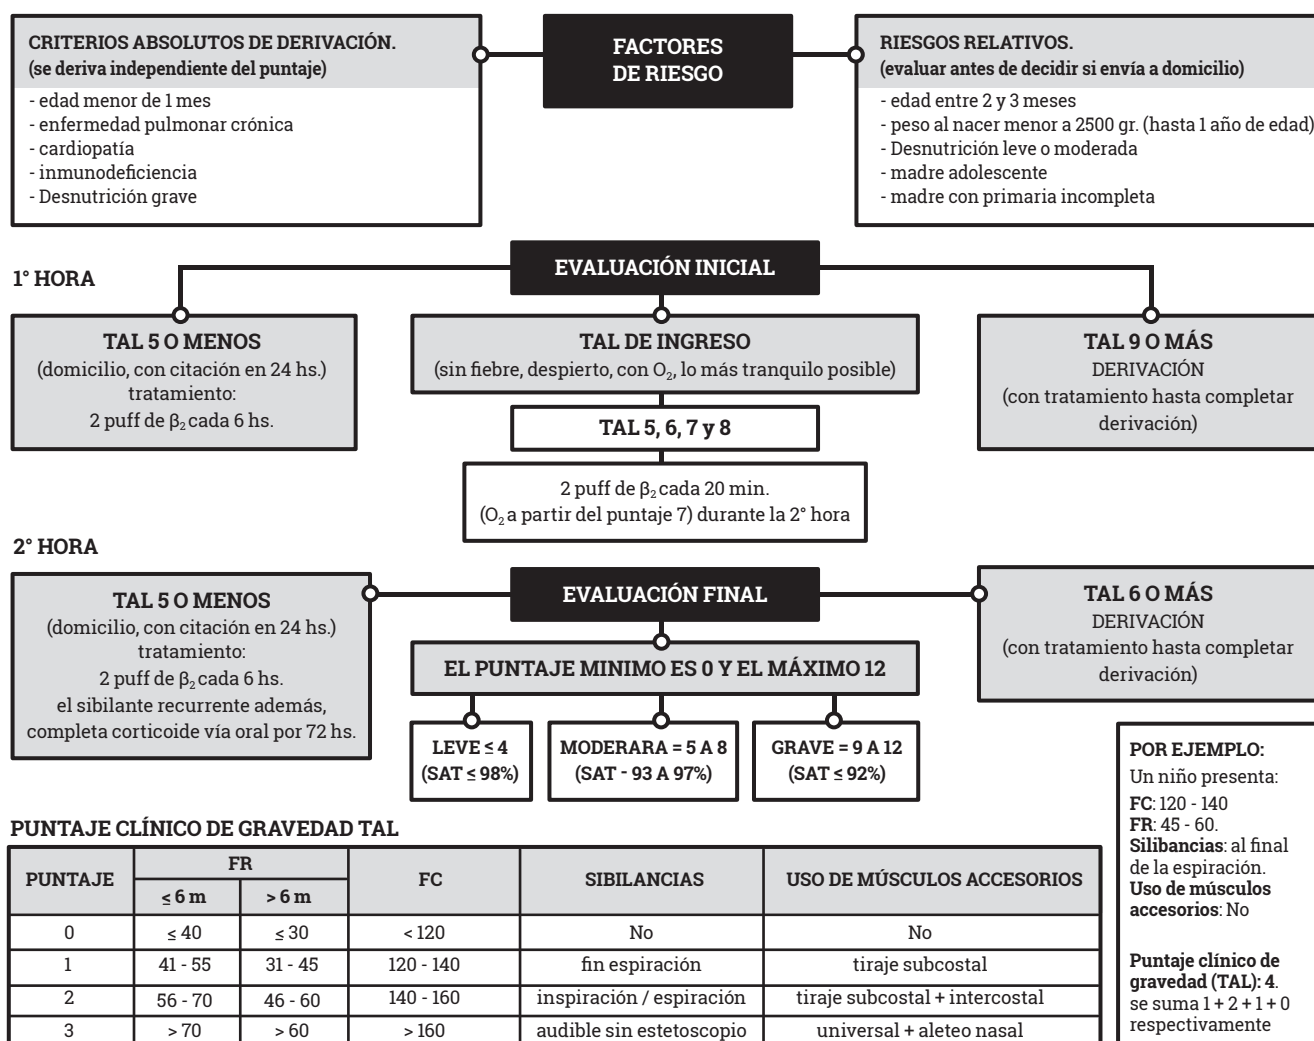 CRITERIOS ABSOLUTOS DE DERIVACIÓN.
(se deriva independiente del puntaje)
- edad menor de 1 mes
- enfermedad pulmonar crónica
- cardiopatía
- inmunodeficiencia
- Desnutrición grave
FACTORES
DE RIESGO
RIESGOS RELATIVOS.
(evaluar antes de decidir si envía a domicilio)
- edad entre 2 y 3 meses
- peso al nacer menor a 2500 gr. (hasta 1 año de edad)
- Desnutrición leve o moderada
- madre adolescente
- madre con primaria incompleta
1° HORA
EVALUACIÓN INICIAL
TAL 5 O MENOS
(domicilio, con citación en 24 hs.)
tratamiento:
2 puff de β₂ cada 6 hs.
TAL DE INGRESO
(sin fiebre, despierto, con O₂, lo más tranquilo posible)
TAL 5, 6, 7 y 8
2 puff de β₂ cada 20 min.
(O₂ a partir del puntaje 7) durante la 2° hora
TAL 9 O MÁS
DERIVACIÓN
(con tratamiento hasta completar
derivación)
2° HORA
TAL 5 O MENOS
(domicilio, con citación en 24 hs.)
tratamiento:
2 puff de β₂ cada 6 hs.
el sibilante recurrente además,
completa corticoide vía oral por 72 hs.
EVALUACIÓN FINAL
EL PUNTAJE MINIMO ES 0 Y EL MÁXIMO 12
LEVE ≤ 4
(SAT ≤ 98%)
MODERARA = 5 A 8
(SAT - 93 A 97%)
GRAVE = 9 A 12
(SAT ≤ 92%)
TAL 6 O MÁS
DERIVACIÓN
(con tratamiento hasta completar
derivación)
PUNTAJE CLÍNICO DE GRAVEDAD TAL
PUNTAJE FR FC SIBILANCIAS USO DE MÚSCULOS ACCESORIOS
≤ 6 m > 6 m
0 ≤ 40 ≤ 30 < 120 No No
1 41 - 55 31 - 45 120 - 140 fin espiración tiraje subcostal
2 56 - 70 46 - 60 140 - 160 inspiración / espiración tiraje subcostal + intercostal
3 > 70 > 60 > 160 audible sin estetoscopio universal + aleteo nasal
POR EJEMPLO:
Un niño presenta:
FC: 120 - 140
FR: 45 - 60.
Silibancias: al final
de la espiración.
Uso de músculos
accesorios: No
Puntaje clínico de
gravedad (TAL): 4.
se suma 1 + 2 + 1 + 0
respectivamente